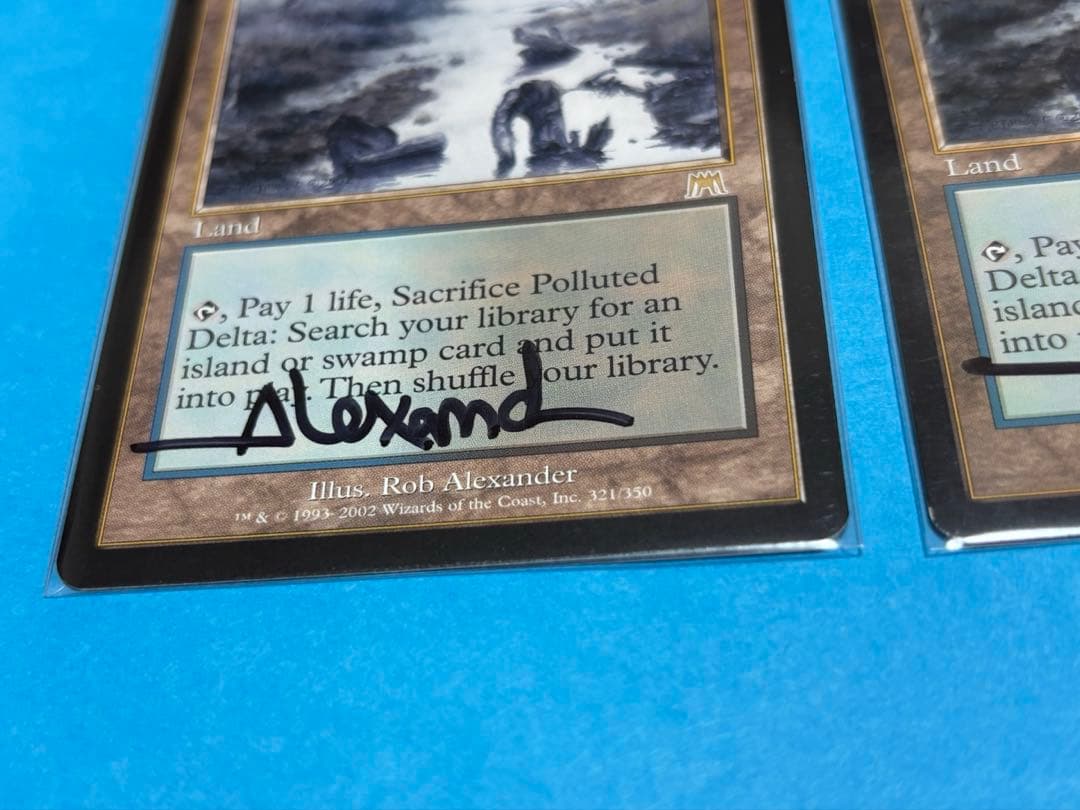 Land
, Pay 1 life, Sacrifice Polluted
Delta: Search your library for an
island or swamp card and put it
into play. Then shuffle your library.
Alexand
Illus. Rob Alexander
™ & © 1993-2002 Wizards of the Coast, Inc. 321/350
Land
, Pay
Delta
island
into